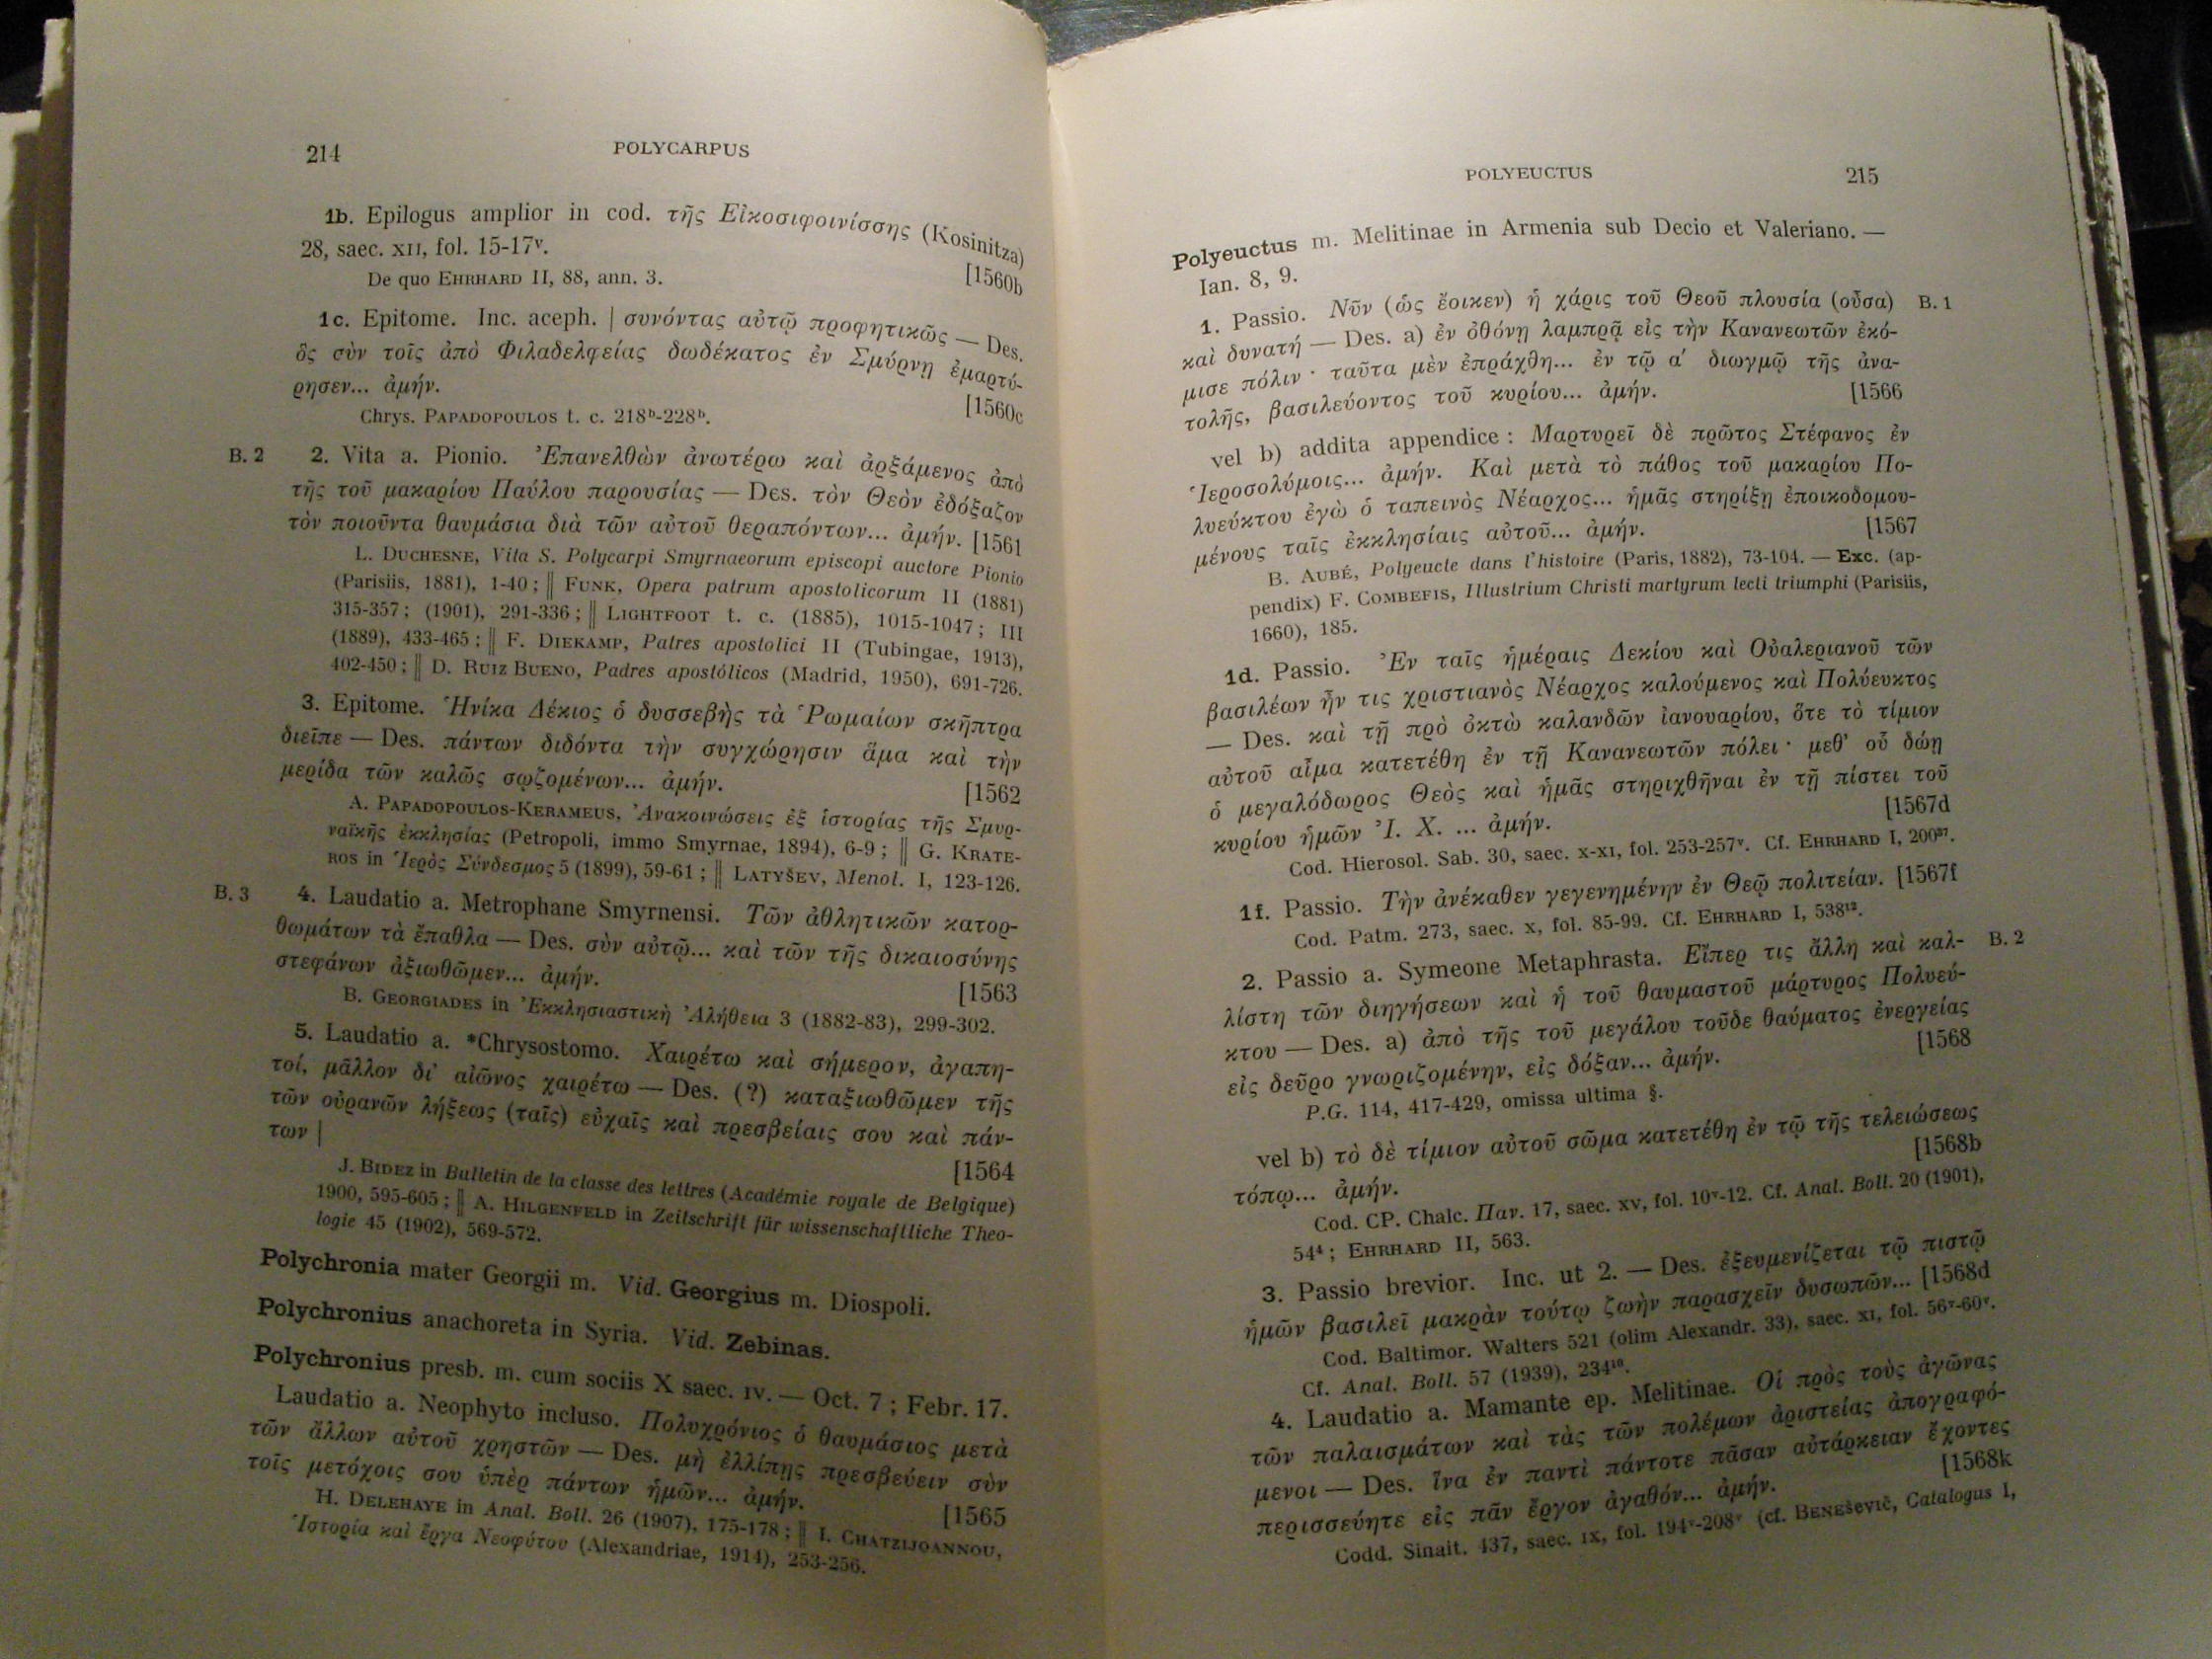 214
POLYCARPUS
1b. Epilogus amplior in cod. τῆς Εἰκοσιφοινίσσης (Kosinitza)
28, saec. XII, fol. 15-17ᵛ. [1560b
De quo EHRHARD II, 88, ann. 3.
1c. Epitome. Inc. aceph. | συνόντας αὐτῷ προφητικῶς — Des.
ὃς σὺν τοῖς ἀπὸ Φιλαδελφείας δωδέκατος ἐν Σμύρνῃ ἐμαρτύ-
ρησεν... ἀμήν. [1560c
Chrys. PAPADOPOULOS t. c. 218ᵇ-228ᵇ.
B. 2 2. Vita a. Pionio. Ἐπανελθὼν ἀνωτέρω καὶ ἀρξάμενος ἀπὸ
τῆς τοῦ μακαρίου Παύλου παρουσίας — Des. τὸν Θεὸν ἐδόξαζον
τὸν ποιοῦντα θαυμάσια διὰ τῶν αὐτοῦ θεραπόντων... ἀμήν. [1561
L. DUCHESNE, Vita S. Polycarpi Smyrnaeorum episcopi auctore Pionio
(Parisiis, 1881), 1-40 ; || FUNK, Opera patrum apostolicorum II (1881)
315-357 ; (1901), 291-336 ; || LIGHTFOOT t. c. (1885), 1015-1047 ; III
(1889), 433-465 ; || F. DIEKAMP, Patres apostolici II (Tubingae, 1913),
402-450 ; || D. RUIZ BUENO, Padres apostólicos (Madrid, 1950), 691-726.
3. Epitome. Ἡνίκα Δέκιος ὁ δυσσεβὴς τὰ Ῥωμαίων σκῆπτρα
διεῖπε — Des. πάντων διδόντα τὴν συγχώρησιν ἅμα καὶ τὴν
μερίδα τῶν καλῶς σῳζομένων... ἀμήν. [1562
A. PAPADOPOULOS-KERAMEUS, Ἀνακοινώσεις ἐξ ἱστορίας τῆς Σμυρ-
ναϊκῆς ἐκκλησίας (Petropoli, immo Smyrnae, 1894), 6-9 ; || G. KRATE-
ROS in Ἱερὸς Σύνδεσμος 5 (1899), 59-61 ; || LATYŠEV, Menol. I, 123-126.
B. 3 4. Laudatio a. Metrophane Smyrnensi. Τῶν ἀθλητικῶν κατορ-
θωμάτων τὰ ἔπαθλα — Des. σὺν αὐτῷ... καὶ τῶν τῆς δικαιοσύνης
στεφάνων ἀξιωθῶμεν... ἀμήν. [1563
B. GEORGIADES in Ἐκκλησιαστικὴ Ἀλήθεια 3 (1882-83), 299-302.
5. Laudatio a. *Chrysostomo. Χαιρέτω καὶ σήμερον, ἀγαπη-
τοί, μᾶλλον δι' αἰῶνος χαιρέτω — Des. (?) καταξιωθῶμεν τῆς
τῶν οὐρανῶν λήξεως (ταῖς) εὐχαῖς καὶ πρεσβείαις σου καὶ πάν-
των | [1564
J. BIDEZ in Bulletin de la classe des lettres (Académie royale de Belgique)
1900, 595-605 ; || A. HILGENFELD in Zeitschrift für wissenschaftliche Theo-
logie 45 (1902), 569-572.
Polychronia mater Georgii m. Vid. Georgius m. Diospoli.
Polychronius anachoreta in Syria. Vid. Zebinas.
Polychronius presb. m. cum sociis X saec. IV. — Oct. 7 ; Febr. 17.
Laudatio a. Neophyto incluso. Πολυχρόνιος ὁ θαυμάσιος μετὰ
τῶν ἄλλων αὐτοῦ χρηστῶν — Des. μὴ ἐλλίπῃς πρεσβεύειν σὺν
τοῖς μετόχοις σου ὑπὲρ πάντων ἡμῶν... ἀμήν. [1565
H. DELEHAYE in Anal. Boll. 26 (1907), 175-178 ; || I. CHATZIJOANNOU,
Ἱστορία καὶ ἔργα Νεοφύτου (Alexandriae, 1914), 253-256.
POLYEUCTUS
215
Polyeuctus m. Melitinae in Armenia sub Decio et Valeriano. —
Ian. 8, 9.
1. Passio. Νῦν (ὡς ἔοικεν) ἡ χάρις τοῦ Θεοῦ πλουσία (οὖσα) B. 1
καὶ δυνατή — Des. a) ἐν ὀθόνῃ λαμπρᾷ εἰς τὴν Κανανεωτῶν ἐκό-
μισε πόλιν · ταῦτα μὲν ἐπράχθη... ἐν τῷ α′ διωγμῷ τῆς ἀνα-
τολῆς, βασιλεύοντος τοῦ κυρίου... ἀμήν. [1566
vel b) addita appendice : Μαρτυρεῖ δὲ πρῶτος Στέφανος ἐν
Ἱεροσολύμοις... ἀμήν. Καὶ μετὰ τὸ πάθος τοῦ μακαρίου Πο-
λυεύκτου ἐγὼ ὁ ταπεινὸς Νέαρχος... ἡμᾶς στηρίξῃ ἐποικοδομου-
μένους ταῖς ἐκκλησίαις αὐτοῦ... ἀμήν. [1567
B. AUBÉ, Polyeucte dans l'histoire (Paris, 1882), 73-104. — Exc. (ap-
pendix) F. COMBEFIS, Illustrium Christi martyrum lecti triumphi (Parisiis,
1660), 185.
1d. Passio. Ἐν ταῖς ἡμέραις Δεκίου καὶ Οὐαλεριανοῦ τῶν
βασιλέων ἦν τις χριστιανὸς Νέαρχος καλούμενος καὶ Πολύευκτος
— Des. καὶ τῇ πρὸ ὀκτὼ καλανδῶν ἰανουαρίου, ὅτε τὸ τίμιον
αὐτοῦ αἷμα κατετέθη ἐν τῇ Κανανεωτῶν πόλει · μεθ' οὗ δώῃ
ὁ μεγαλόδωρος Θεὸς καὶ ἡμᾶς στηριχθῆναι ἐν τῇ πίστει τοῦ
κυρίου ἡμῶν Ἰ. Χ. ... ἀμήν. [1567d
Cod. Hierosol. Sab. 30, saec. X-XI, fol. 253-257ᵛ. Cf. EHRHARD I, 200³⁷.
1f. Passio. Τὴν ἀνέκαθεν γεγενημένην ἐν Θεῷ πολιτείαν. [1567f
Cod. Patm. 273, saec. X, fol. 85-99. Cf. EHRHARD I, 538¹².
2. Passio a. Symeone Metaphrasta. Εἴπερ τις ἄλλη καὶ καλ- B. 2
λίστη τῶν διηγήσεων καὶ ἡ τοῦ θαυμαστοῦ μάρτυρος Πολυεύ-
κτου — Des. a) ἀπὸ τῆς τοῦ μεγάλου τοῦδε θαύματος ἐνεργείας
εἰς δεῦρο γνωριζομένην, εἰς δόξαν... ἀμήν. [1568
P.G. 114, 417-429, omissa ultima §.
vel b) τὸ δὲ τίμιον αὐτοῦ σῶμα κατετέθη ἐν τῷ τῆς τελειώσεως
τόπῳ... ἀμήν. [1568b
Cod. CP. Chalc. Παν. 17, saec. XV, fol. 10ᵛ-12. Cf. Anal. Boll. 20 (1901),
54⁴ ; EHRHARD II, 563.
3. Passio brevior. Inc. ut 2. — Des. ἐξευμενίζεται τῷ πιστῷ
ἡμῶν βασιλεῖ μακρὰν τούτῳ ζωὴν παρασχεῖν δυσωπῶν... [1568d
Cod. Baltimor. Walters 521 (olim Alexandr. 33), saec. XI, fol. 56ᵛ-60ᵛ.
Cf. Anal. Boll. 57 (1939), 234¹⁰.
4. Laudatio a. Mamante ep. Melitinae. Οἱ πρὸς τοὺς ἀγῶνας
τῶν παλαισμάτων καὶ τὰς τῶν πολέμων ἀριστείας ἀπογραφό-
μενοι — Des. ἵνα ἐν παντὶ πάντοτε πᾶσαν αὐτάρκειαν ἔχοντες
περισσεύητε εἰς πᾶν ἔργον ἀγαθόν... ἀμήν. [1568k
Codd. Sinait. 437, saec. IX, fol. 194ᵛ-208ᵛ (cf. BENEŠEVIČ, Catalogus I,